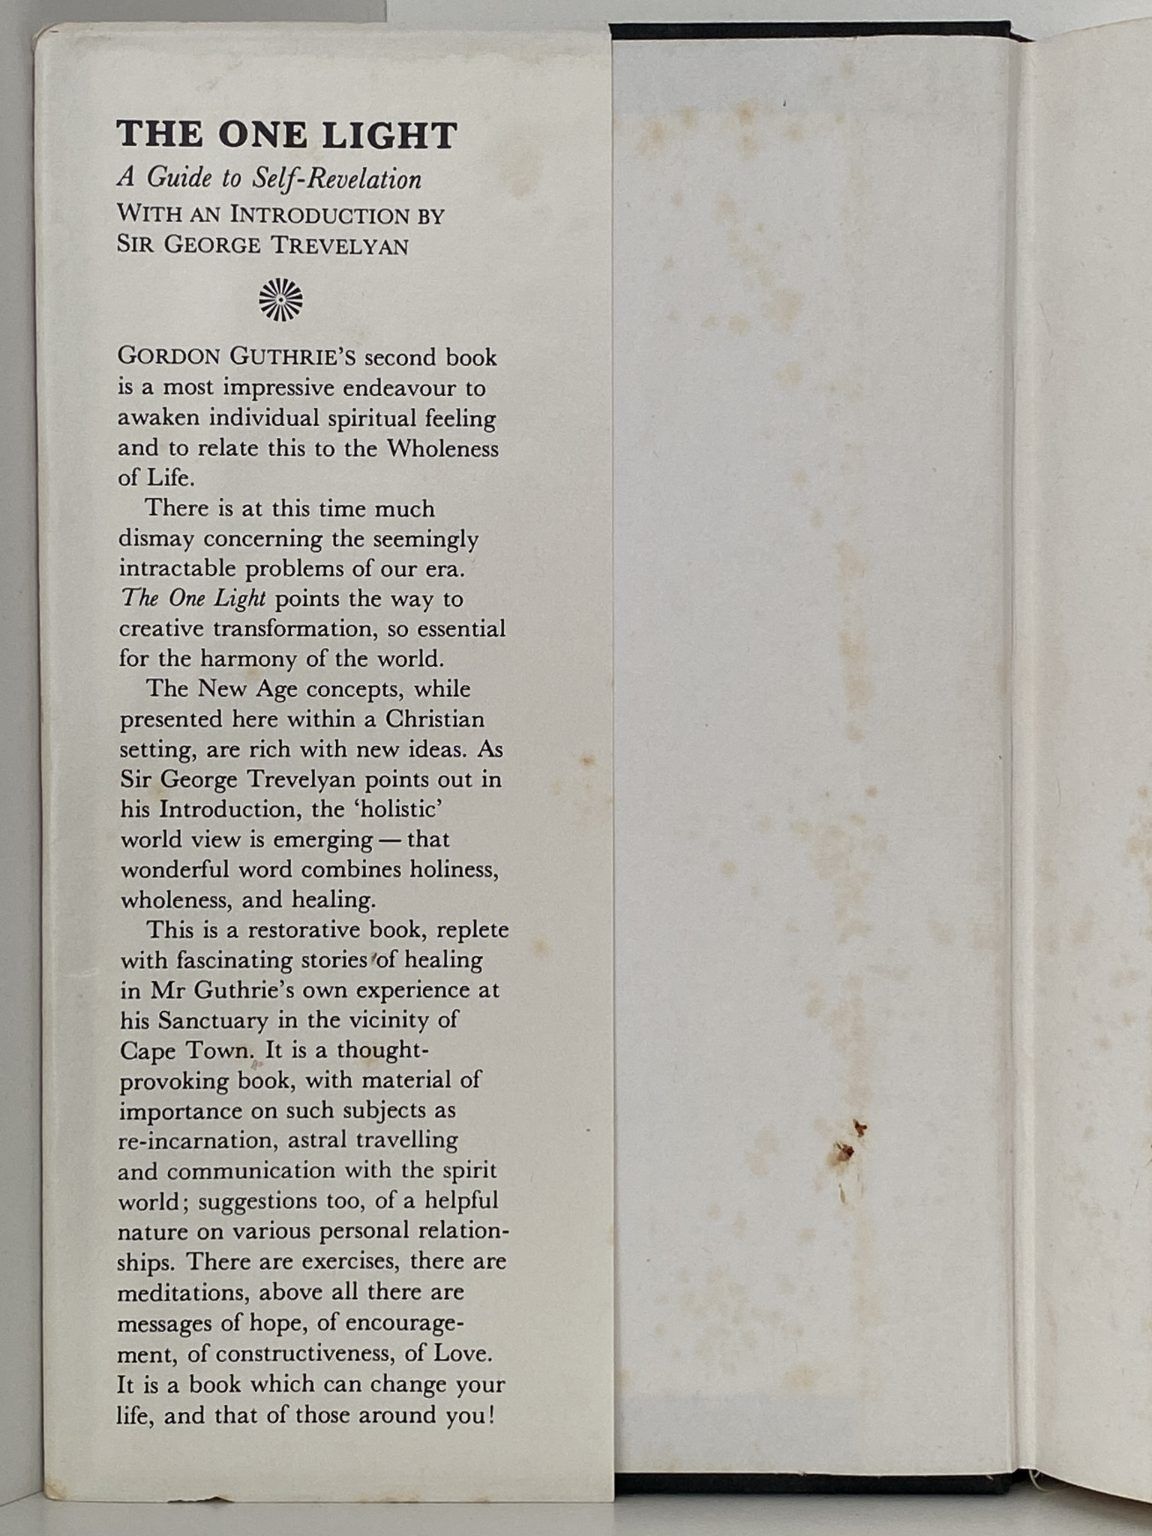 THE ONE LIGHT
A Guide to Self-Revelation
WITH AN INTRODUCTION BY
SIR GEORGE TREVELYAN
GORDON GUTHRIE'S second book
is a most impressive endeavour to
awaken individual spiritual feeling
and to relate this to the Wholeness
of Life.
There is at this time much
dismay concerning the seemingly
intractable problems of our era.
The One Light points the way to
creative transformation, so essential
for the harmony of the world.
The New Age concepts, while
presented here within a Christian
setting, are rich with new ideas. As
Sir George Trevelyan points out in
his Introduction, the ‘holistic’
world view is emerging — that
wonderful word combines holiness,
wholeness, and healing.
This is a restorative book, replete
with fascinating stories of healing
in Mr Guthrie's own experience at
his Sanctuary in the vicinity of
Cape Town. It is a thought-
provoking book, with material of
importance on such subjects as
re-incarnation, astral travelling
and communication with the spirit
world; suggestions too, of a helpful
nature on various personal relation-
ships. There are exercises, there are
meditations, above all there are
messages of hope, of encourage-
ment, of constructiveness, of Love.
It is a book which can change your
life, and that of those around you!